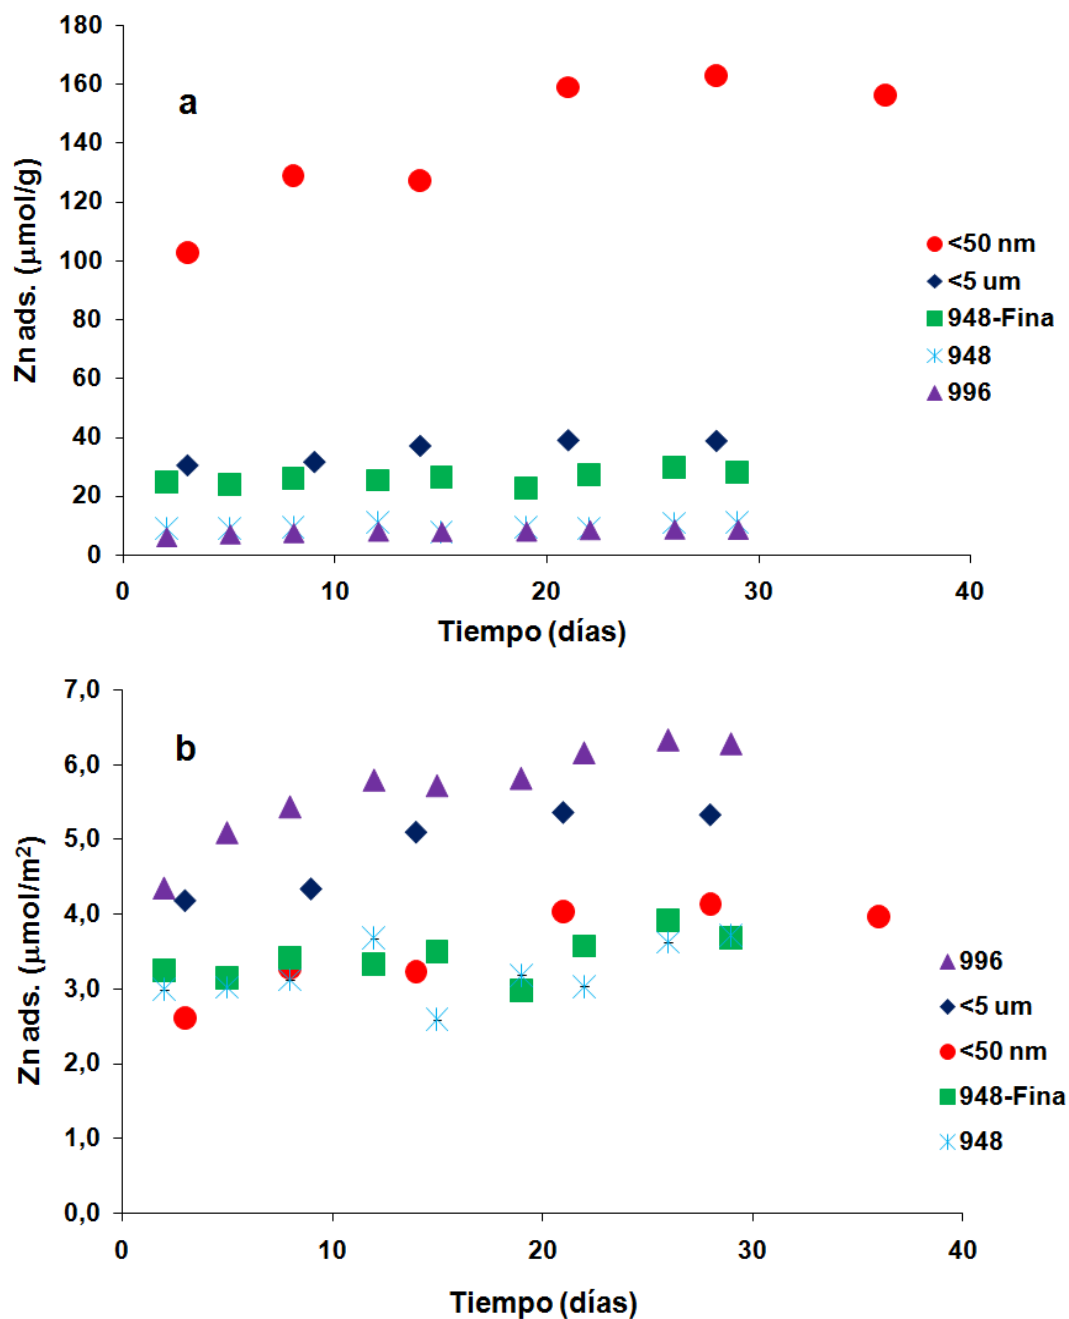 180
160
140
120
100
80
60
40
20
0
Zn ads. (µmol/g)
a
<50 nm
<5 um
948-Fina
948
996
0 10 20 30 40
Tiempo (días)
7,0
6,0
5,0
4,0
3,0
2,0
1,0
0,0
Zn ads. (µmol/m²)
b
996
<5 um
<50 nm
948-Fina
948
0 10 20 30 40
Tiempo (días)